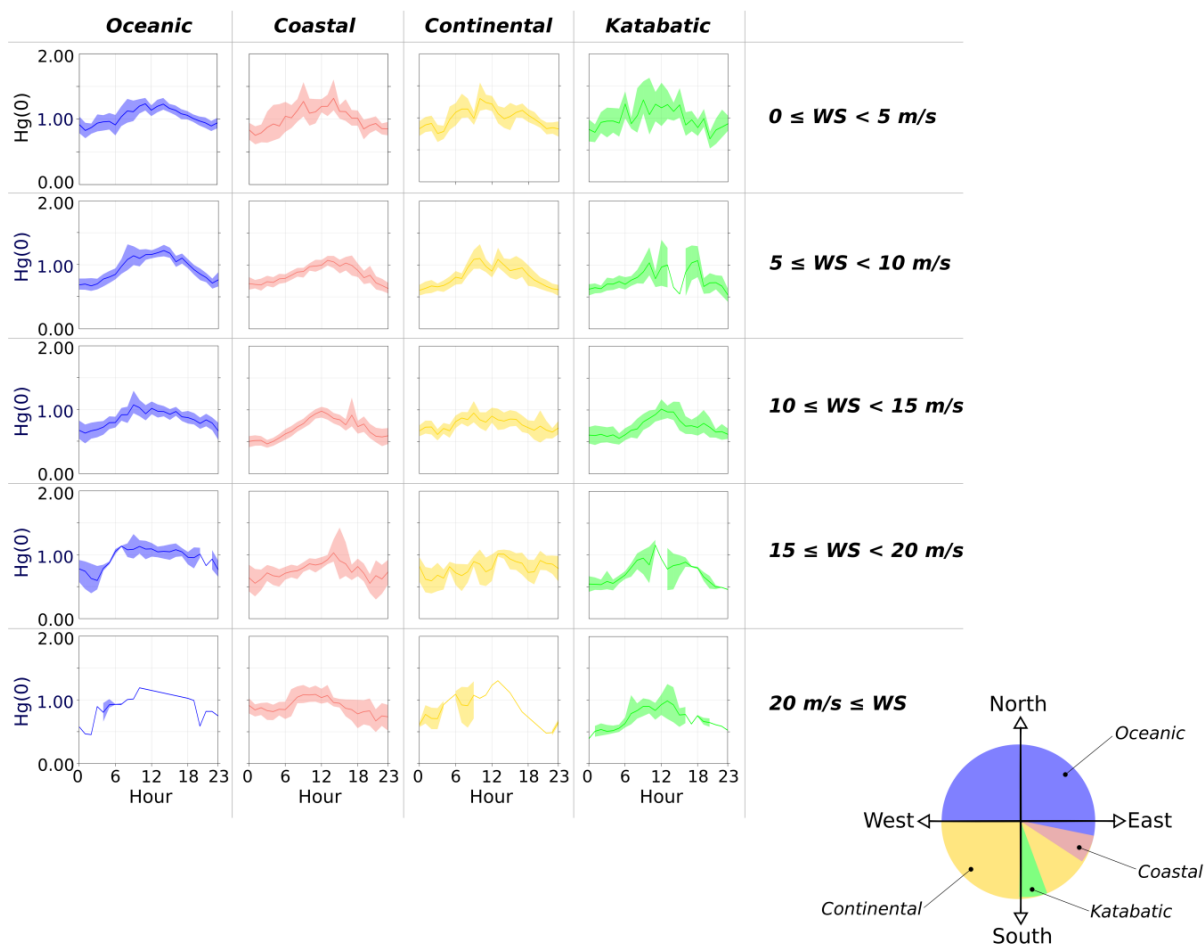 Oceanic Coastal Continental Katabatic
2.00
Hg(0)
1.00
0.00
0 ≤ WS < 5 m/s
2.00
Hg(0)
1.00
0.00
5 ≤ WS < 10 m/s
2.00
Hg(0)
1.00
0.00
10 ≤ WS < 15 m/s
2.00
Hg(0)
1.00
0.00
15 ≤ WS < 20 m/s
2.00
Hg(0)
1.00
0.00
20 m/s ≤ WS
0 6 12 18 23 0 6 12 18 23 0 6 12 18 23 0 6 12 18 23
Hour Hour Hour Hour
North
Oceanic
West East
Coastal
Continental Katabatic
South